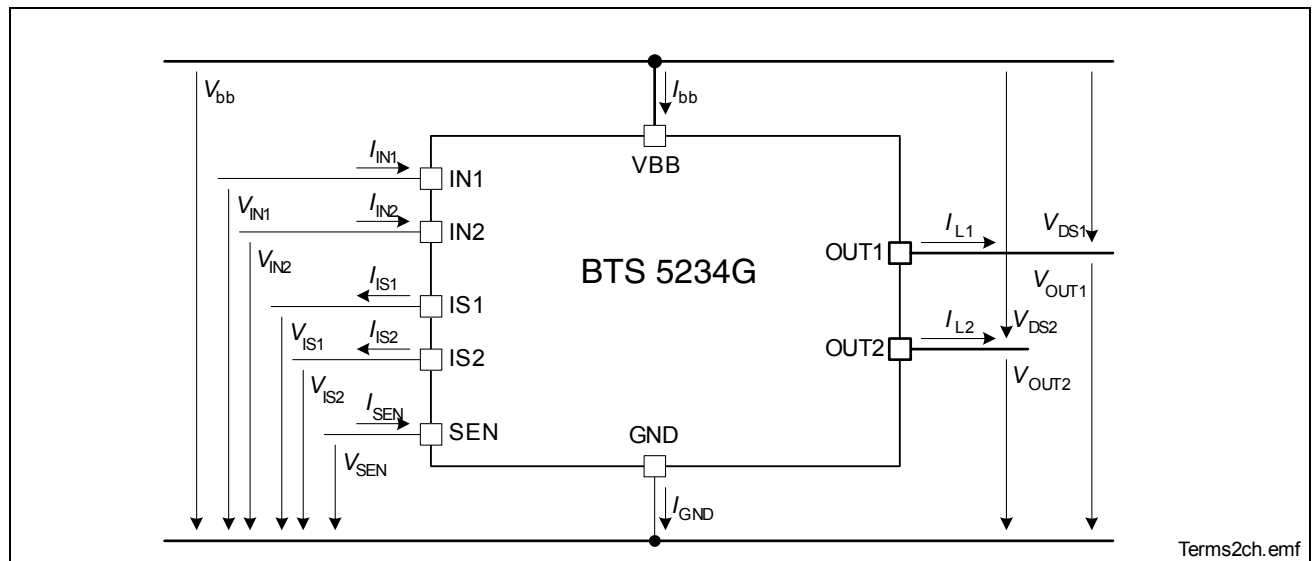 Vbb
Ibb
VBB
IIN1
IN1
VIN1
IIN2
IN2
VIN2
BTS 5234G
OUT1
IL1
VDS1
IIS1
IS1
VIS1
VOUT1
IIS2
IS2
VIS2
OUT2
IL2
VDS2
VOUT2
ISEN
SEN
VSEN
GND
IGND
Terms2ch.emf